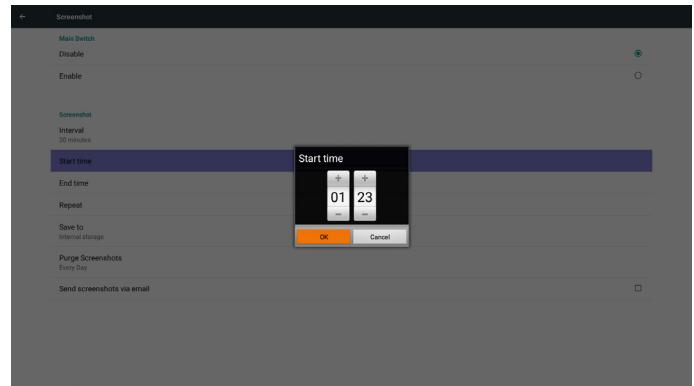 Screenshot
Main Switch
Disable
Enable
Screenshot
Interval
30 minutes
Start time
End time
Repeat
Save to
Internal storage
Purge Screenshots
Every Day
Send screenshots via email
Start time
+ +
01 23
- -
OK Cancel